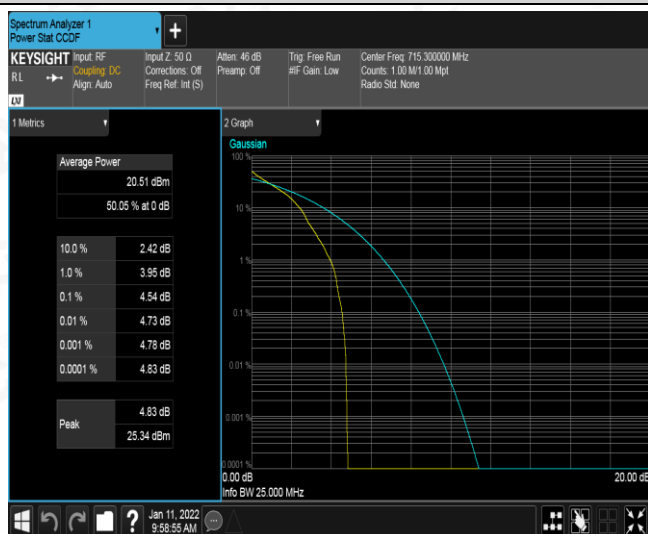 Spectrum Analyzer 1
Power Stat CCDF
+
KEYSIGHT
RL
LXI
Input: RF
Coupling: DC
Align: Auto
Input Z: 50 Ω
Corrections: Off
Freq Ref: Int (S)
Atten: 46 dB
Preamp: Off
Trig: Free Run
#IF Gain: Low
Center Freq: 715.300000 MHz
Counts: 1.00 M/1.00 Mpt
Radio Std: None
1 Metrics
Average Power
20.51 dBm
50.05 % at 0 dB
10.0 % 2.42 dB
1.0 % 3.95 dB
0.1 % 4.54 dB
0.01 % 4.73 dB
0.001 % 4.78 dB
0.0001 % 4.83 dB
Peak
4.83 dB
25.34 dBm
2 Graph
Gaussian
100 %
10 %
1 %
0.1 %
0.01 %
0.001 %
0.0001 %
0.00 dB 20.00 dB
Info BW 25.000 MHz
?
Jan 11, 2022
9:58:55 AM